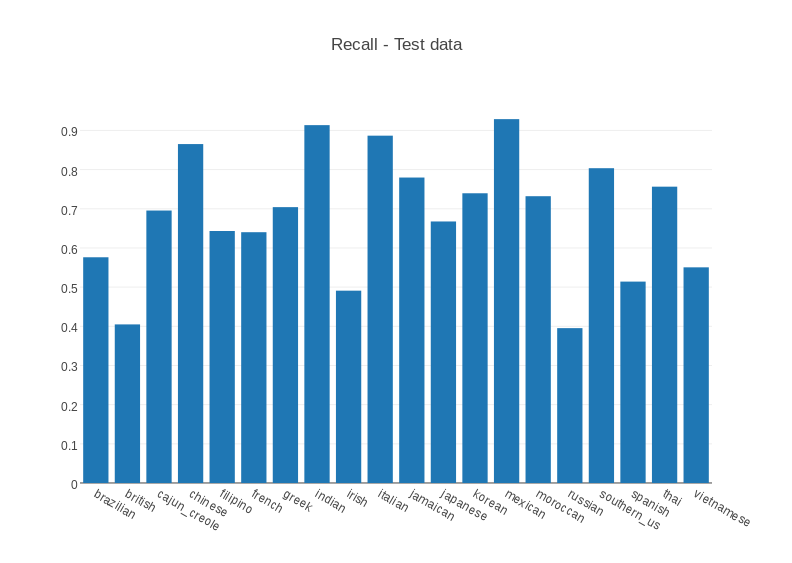 Recall - Test data
0.9
0.8
0.7
0.6
0.5
0.4
0.3
0.2
0.1
0
brazilian
british
cajun_creole
chinese
filipino
french
greek
indian
irish
italian
jamaican
japanese
korean
mexican
moroccan
russian
southern_us
spanish
thai
vietnamese